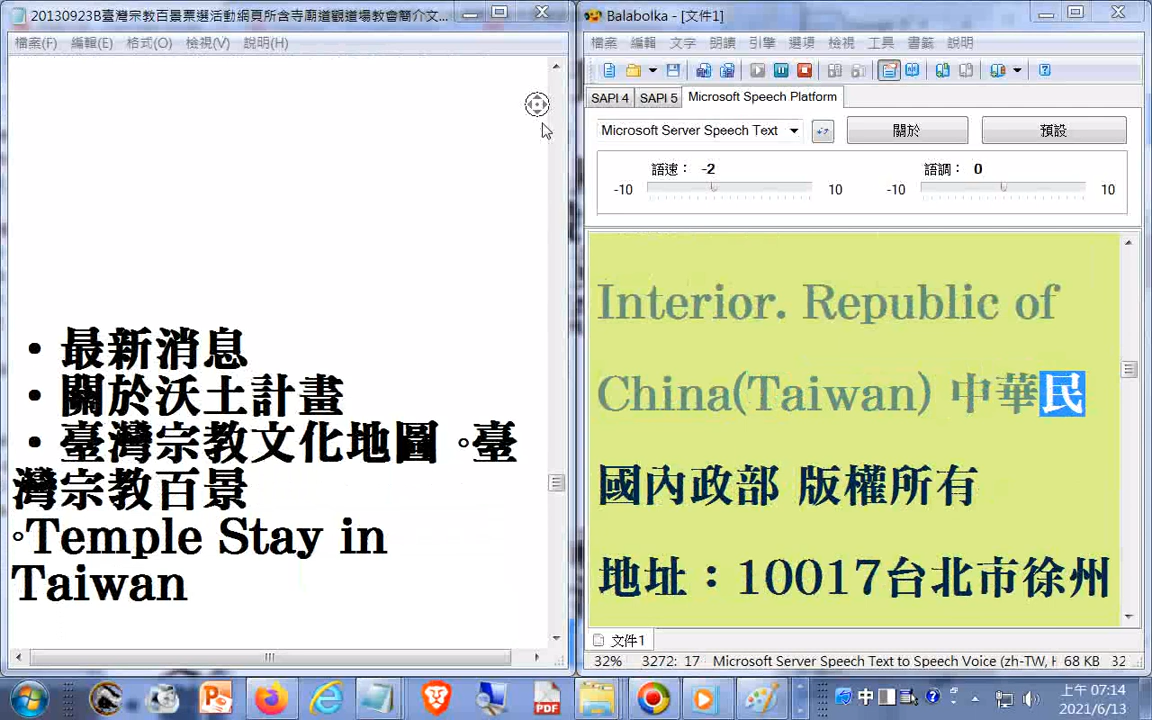 20130923B臺灣宗教百景票選活動網頁所含寺廟道觀道場教會簡介文...
檔案(F) 編輯(E) 格式(O) 檢視(V) 說明(H)
•最新消息
•關於沃土計畫
•臺灣宗教文化地圖 ◦臺
灣宗教百景
◦Temple Stay in
Taiwan
Balabolka - [文件1]
檔案 編輯 文字 朗讀 引擎 選項 檢視 工具 書籤 說明
SAPI 4 SAPI 5 Microsoft Speech Platform
Microsoft Server Speech Text 關於 預設
語速： -2 語調： 0
-10 10 -10 10
Interior. Republic of
China(Taiwan) 中華民
國內政部 版權所有
地址：10017台北市徐州
文件1
32% 3272: 17 Microsoft Server Speech Text to Speech Voice (zh-TW, H 68 KB 32
中 上午 07:14
2021/6/13